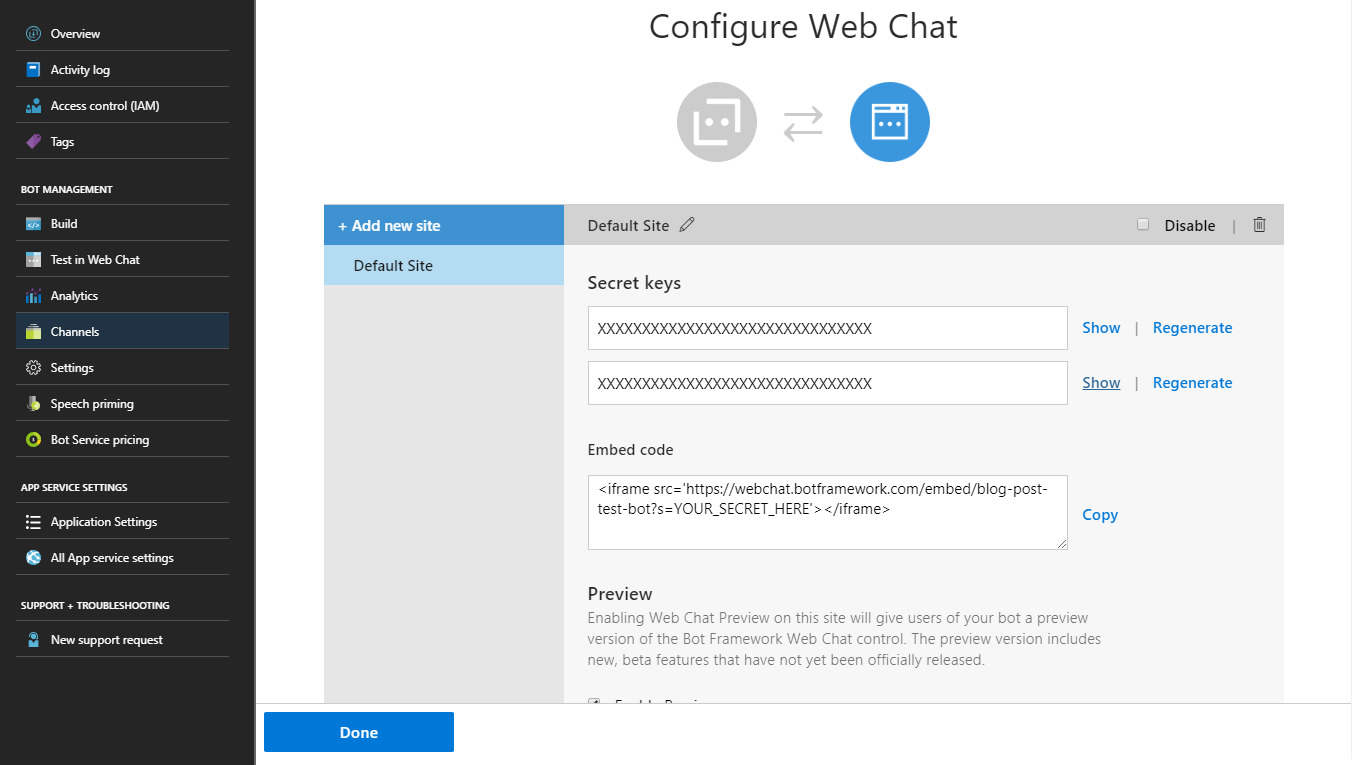 Overview
Activity log
Access control (IAM)
Tags
BOT MANAGEMENT
Build
Test in Web Chat
Analytics
Channels
Settings
Speech priming
Bot Service pricing
APP SERVICE SETTINGS
Application Settings
All App service settings
SUPPORT + TROUBLESHOOTING
New support request
Configure Web Chat
+ Add new site
Default Site
Default Site
Disable |
Secret keys
XXXXXXXXXXXXXXXXXXXXXXXXXXXXXXX
Show | Regenerate
XXXXXXXXXXXXXXXXXXXXXXXXXXXXXXX
Show | Regenerate
Embed code
<iframe src='https://webchat.botframework.com/embed/blog-post-
test-bot?s=YOUR_SECRET_HERE'></iframe>
Copy
Preview
Enabling Web Chat Preview on this site will give users of your bot a preview
version of the Bot Framework Web Chat control. The preview version includes
new, beta features that have not yet been officially released.
Done